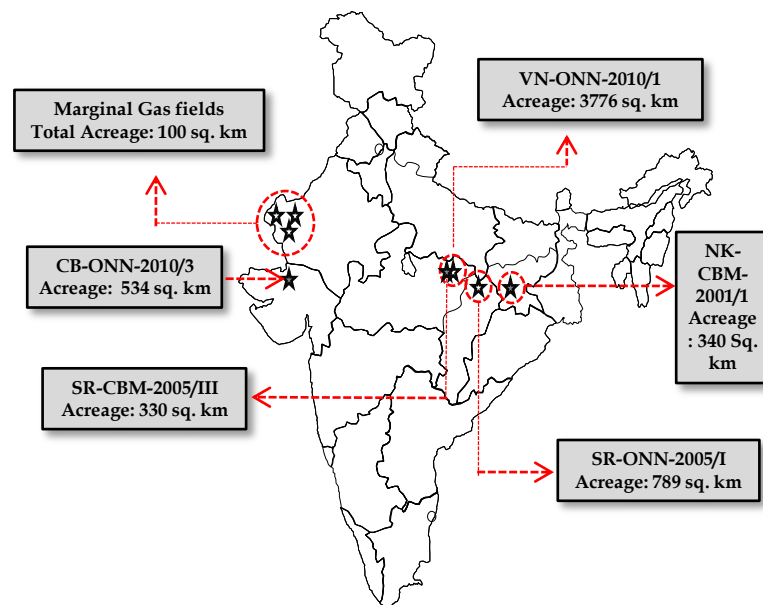 VN-ONN-2010/1
Acreage: 3776 sq. km
Marginal Gas fields
Total Acreage: 100 sq. km
CB-ONN-2010/3
Acreage:  534 sq. km
NK-
CBM-
2001/1
Acreage
: 340 Sq.
km
SR-CBM-2005/III
Acreage: 330 sq. km
SR-ONN-2005/I
Acreage: 789 sq. km